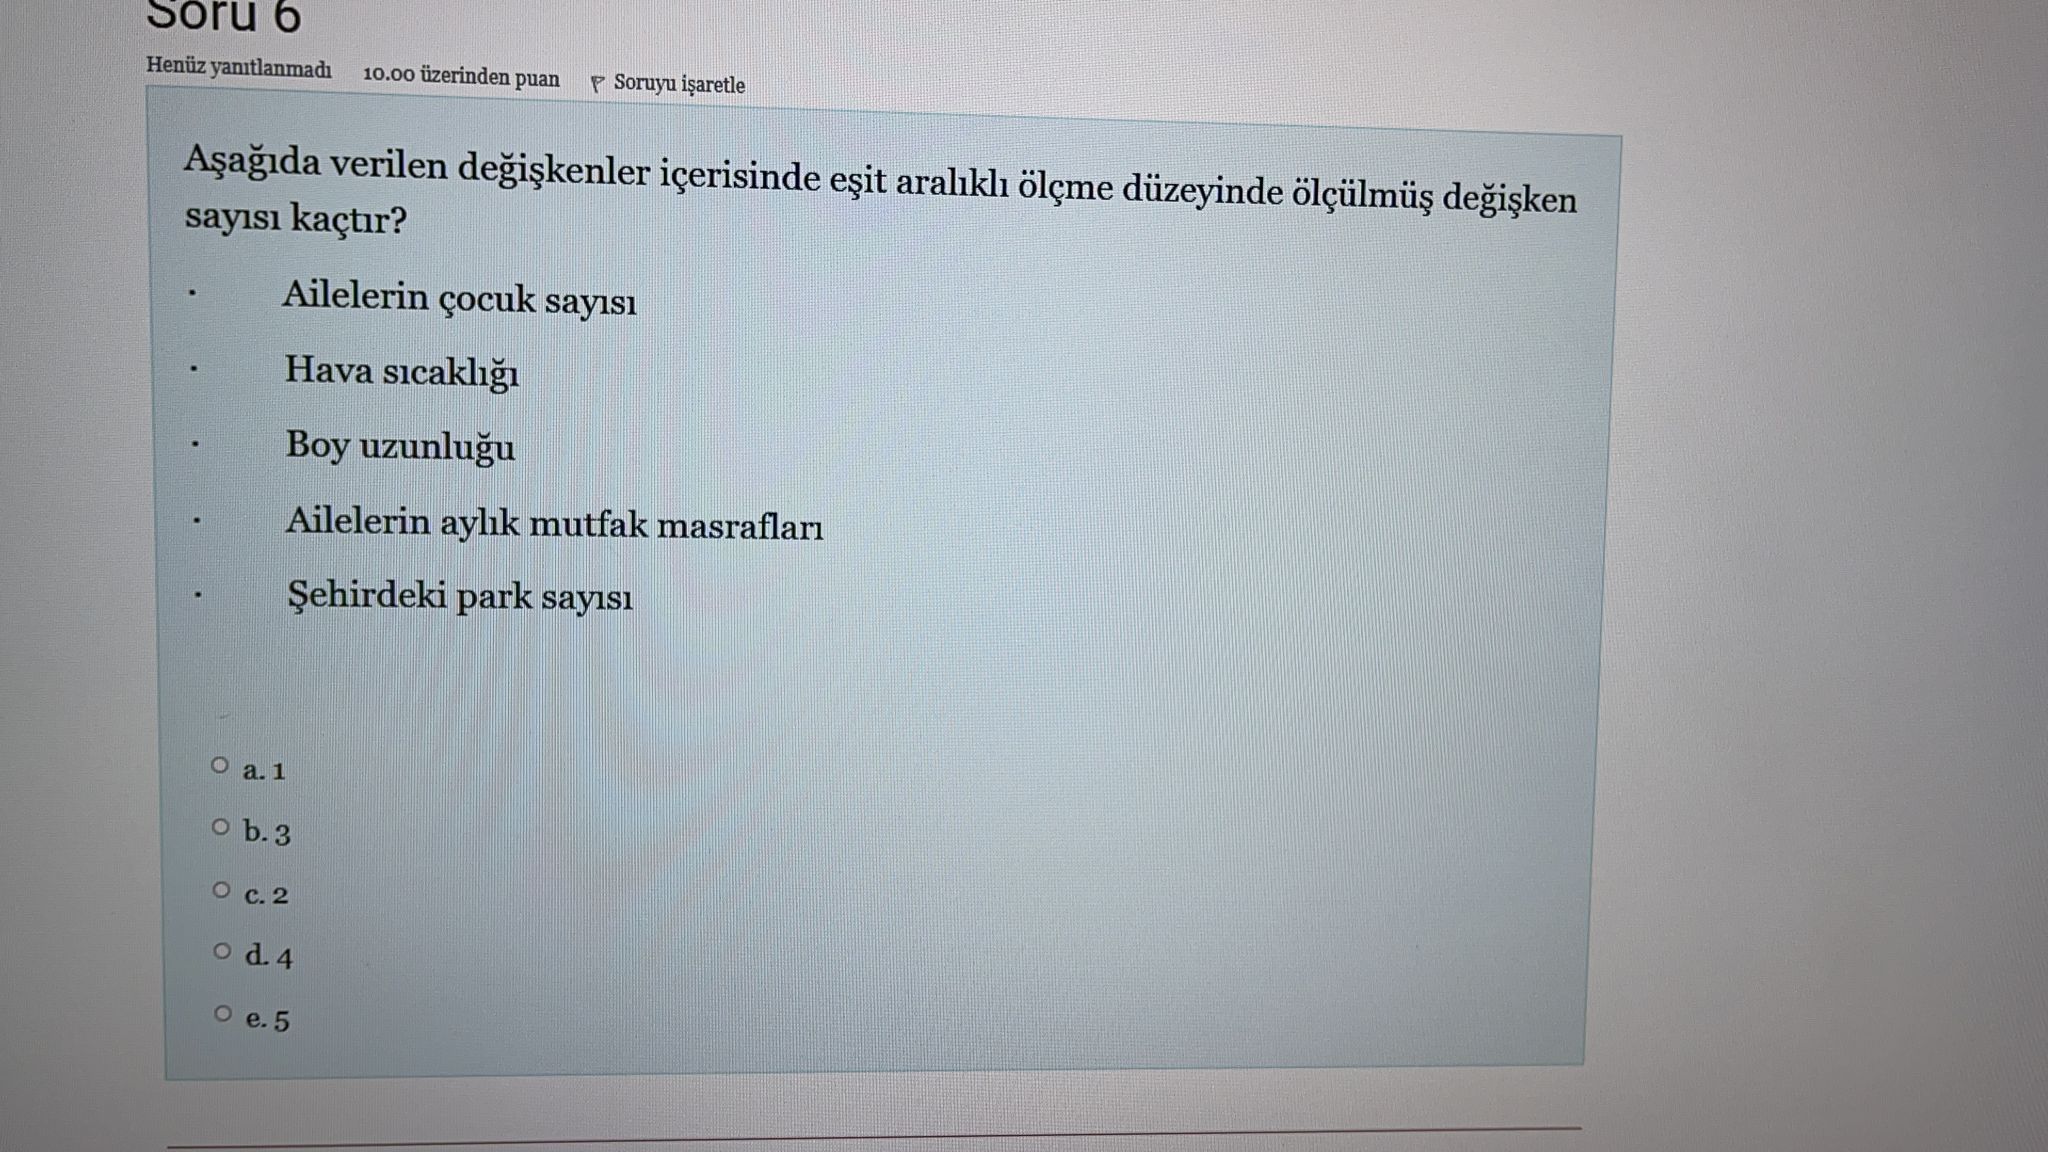 Soru 6
Henüz yanıtlanmadı 10.00 üzerinden puan Soruyu işaretle
Aşağıda verilen değişkenler içerisinde eşit aralıklı ölçme düzeyinde ölçülmüş değişken
sayısı kaçtır?
· Ailelerin çocuk sayısı
· Hava sıcaklığı
· Boy uzunluğu
· Ailelerin aylık mutfak masrafları
· Şehirdeki park sayısı
a. 1
b. 3
c. 2
d. 4
e. 5